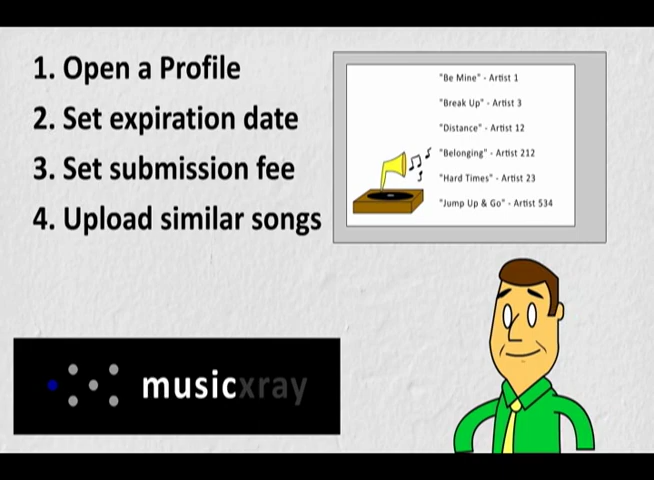 1. Open a Profile
2. Set expiration date
3. Set submission fee
4. Upload similar songs
"Be Mine" - Artist 1
"Break Up" - Artist 3
"Distance" - Artist 12
"Belonging" - Artist 212
"Hard Times" - Artist 23
"Jump Up & Go" - Artist 534
musicxray